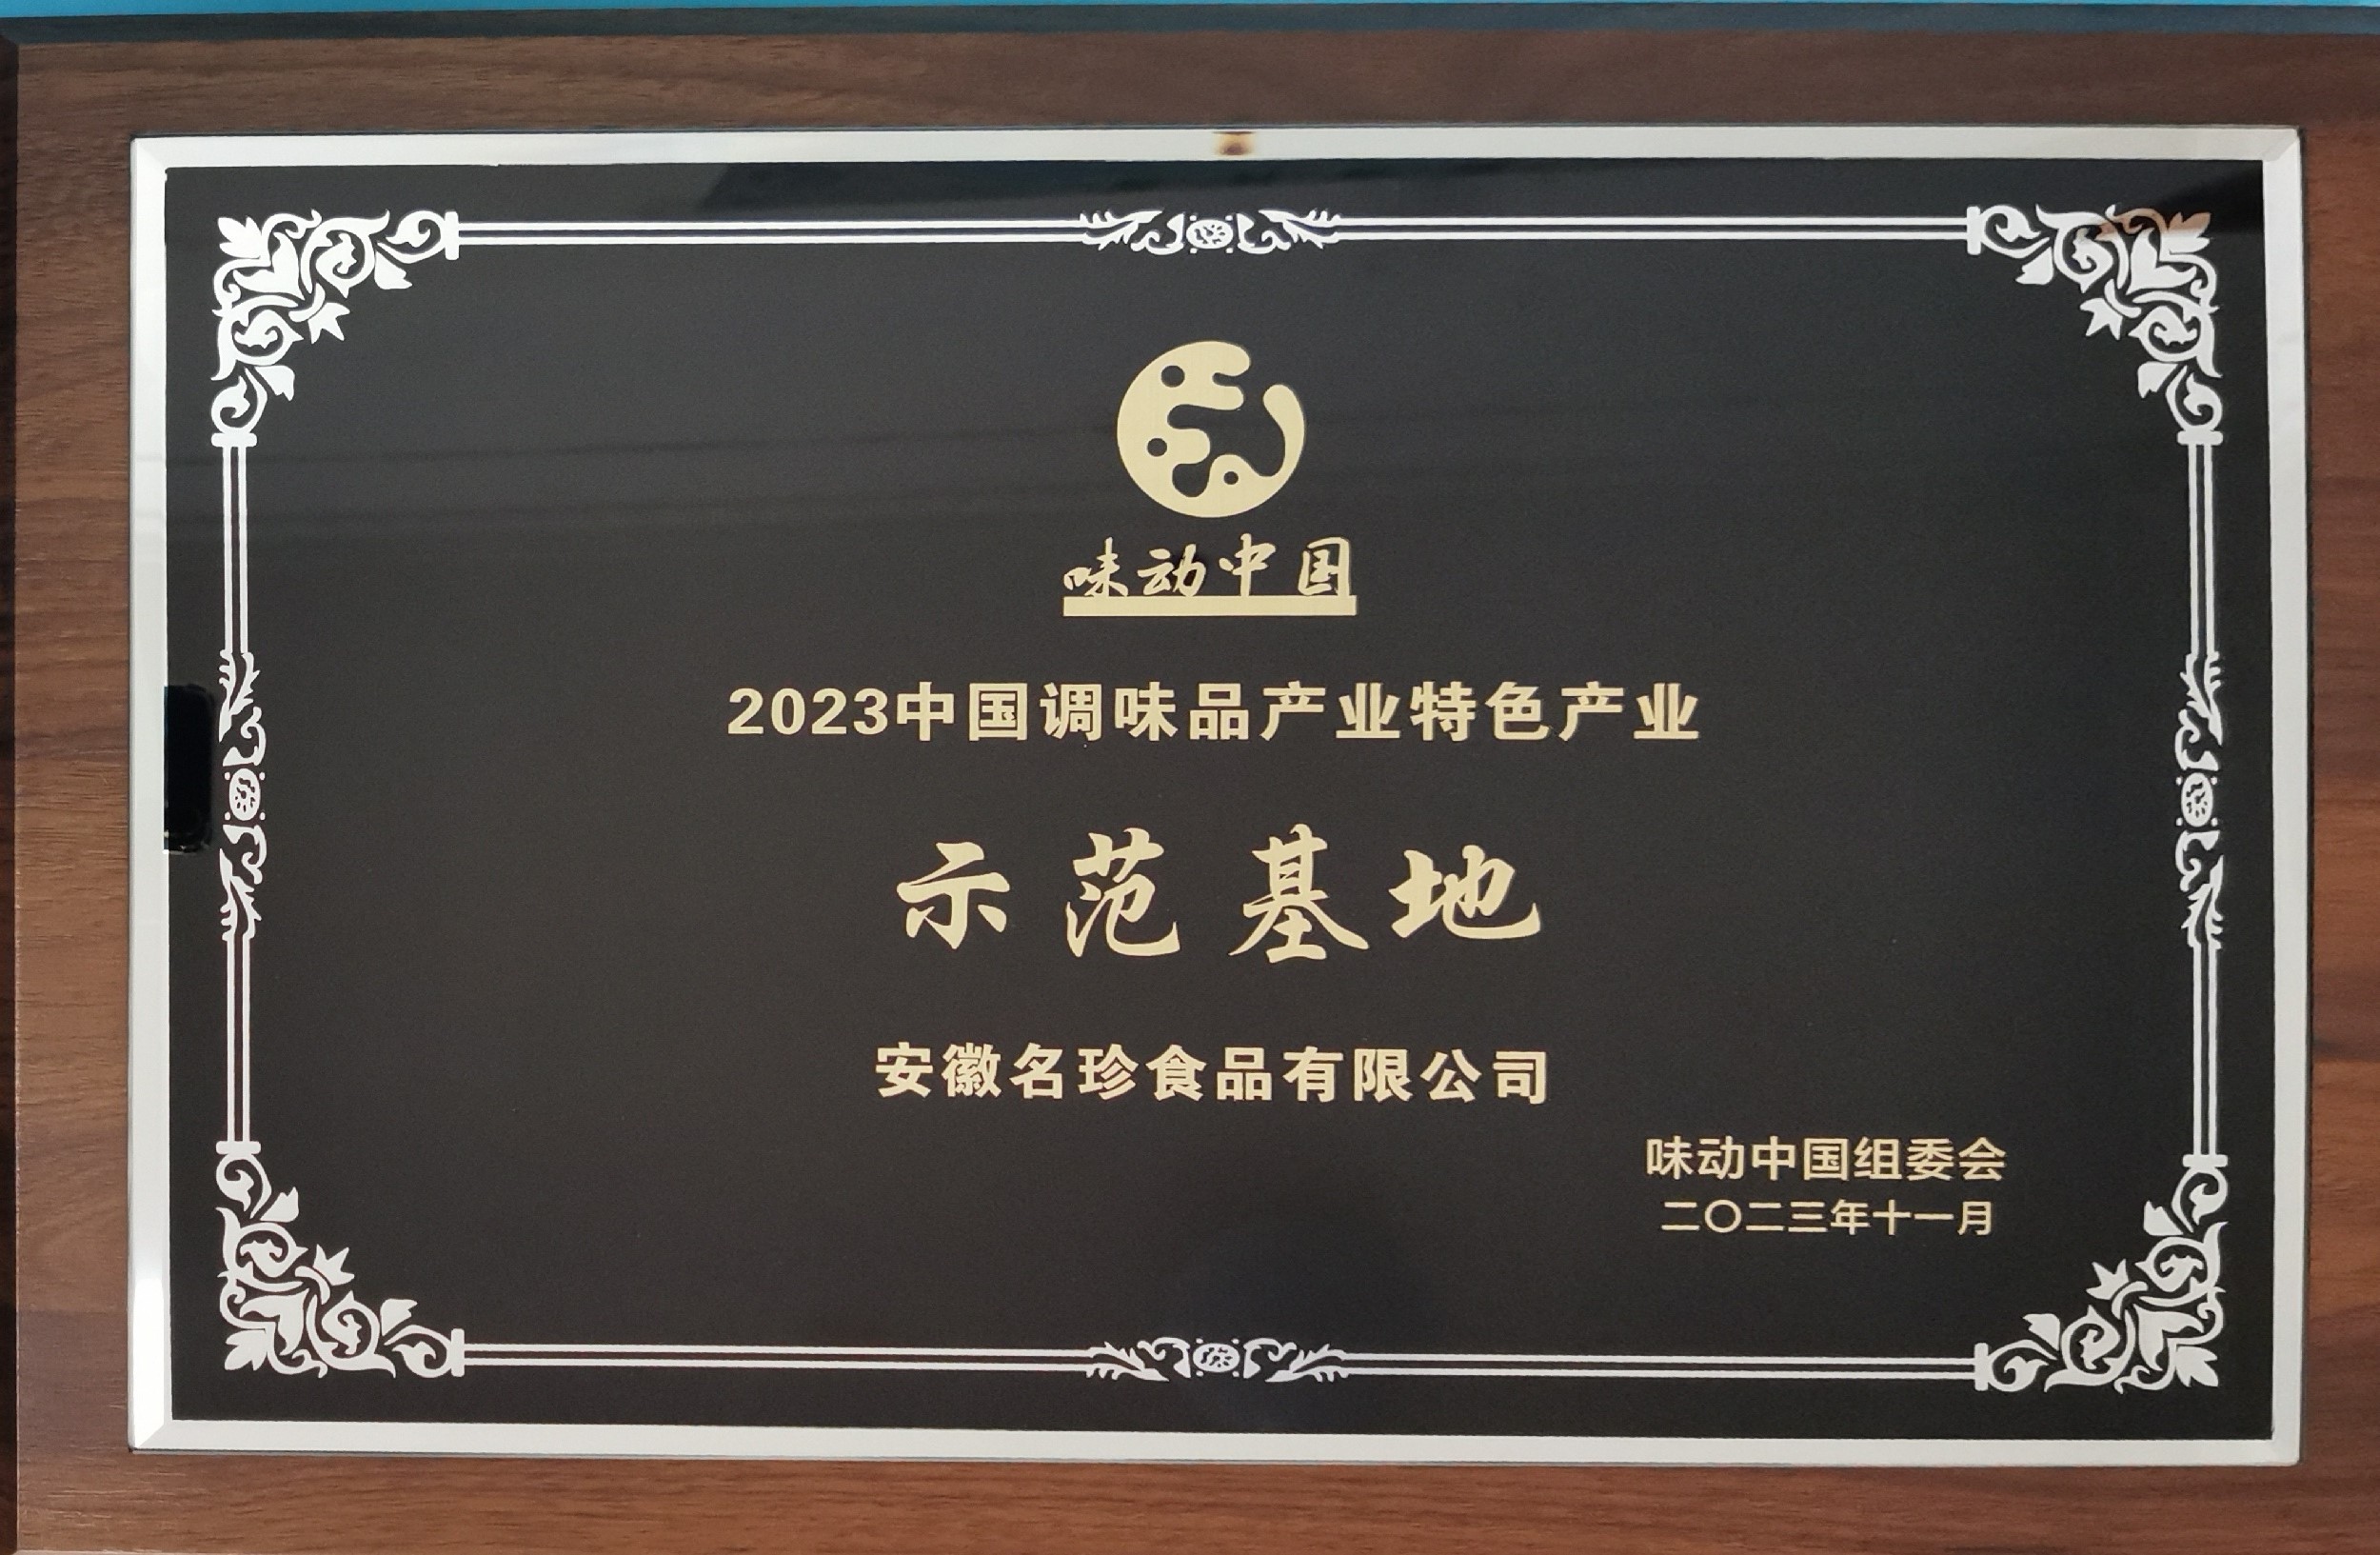 味动中国
2023中国调味品产业特色产业
示范基地
安徽名珍食品有限公司
味动中国组委会
二〇二三年十一月